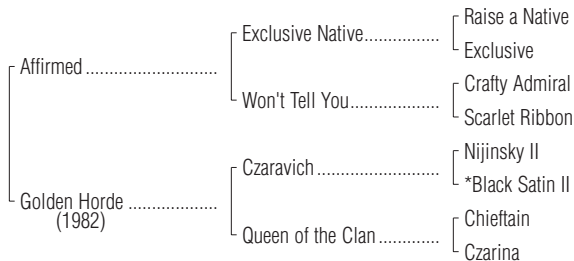 Raise a Native
Exclusive Native................
Exclusive
Affirmed ............................
Crafty Admiral
Won't Tell You...................
Scarlet Ribbon
Nijinsky II
Czaravich ..........................
*Black Satin II
Golden Horde ...................
(1982)
Chieftain
Queen of the Clan.............
Czarina